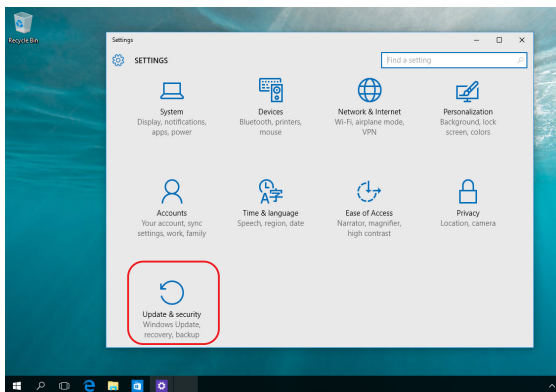 Recycle Bin
Settings
SETTINGS
Find a setting
System
Display, notifications,
apps, power
Devices
Bluetooth, printers,
mouse
Network & Internet
Wi-Fi, airplane mode,
VPN
Personalization
Background, lock
screen, colors
Accounts
Your account, sync
settings, work, family
Time & language
Speech, region, date
Ease of Access
Narrator, magnifier,
high contrast
Privacy
Location, camera
Update & security
Windows Update,
recovery, backup